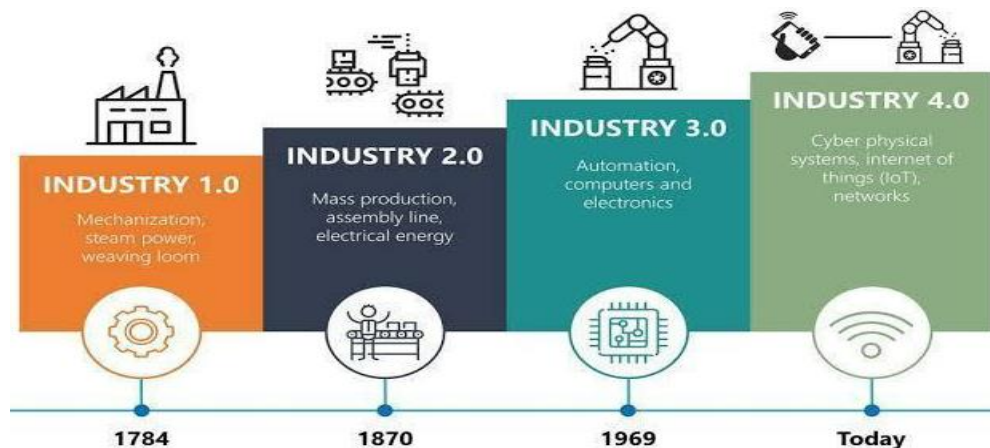 INDUSTRY 1.0
Mechanization,
steam power,
weaving loom
INDUSTRY 2.0
Mass production,
assembly line,
electrical energy
INDUSTRY 3.0
Automation,
computers and
electronics
INDUSTRY 4.0
Cyber physical
systems, internet of
things (IoT),
networks
1784
1870
1969
Today